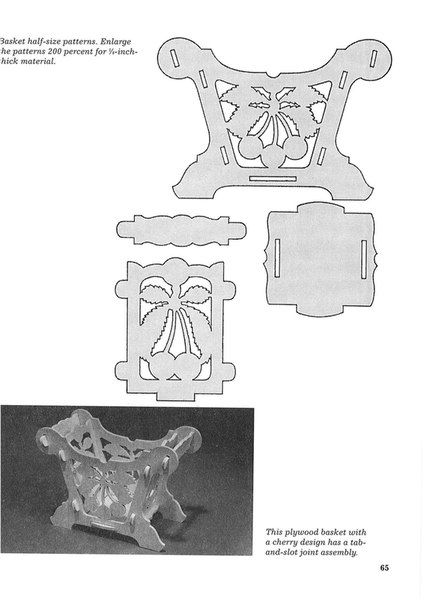 Basket half-size patterns. Enlarge
the patterns 200 percent for ⅛-inch-
thick material.
This plywood basket with
a cherry design has a tab-
and-slot joint assembly.
65